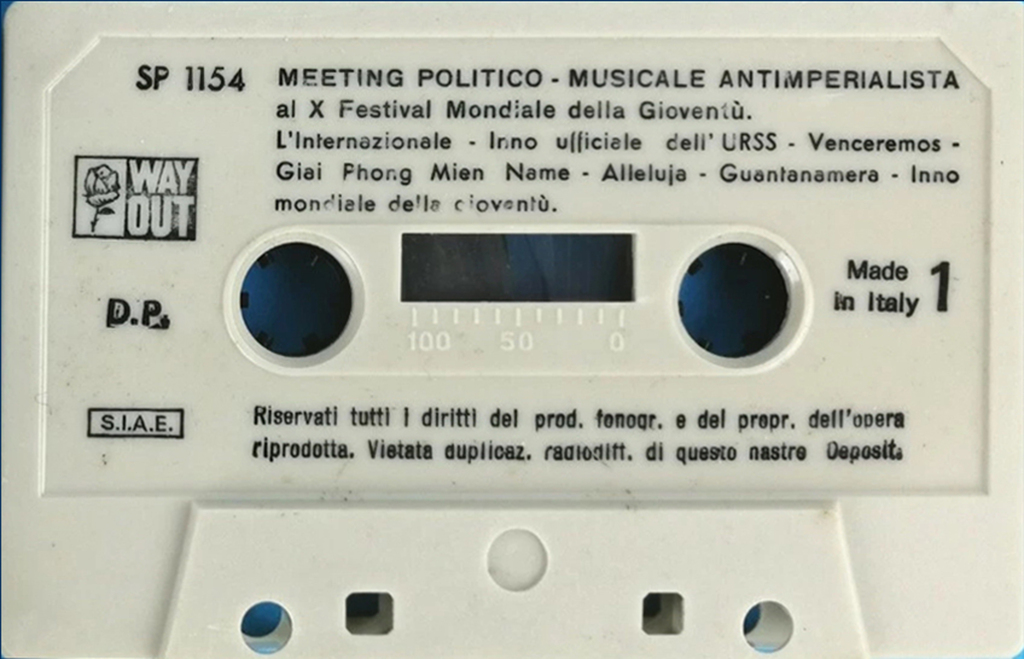 SP 1154 MEETING POLITICO - MUSICALE ANTIMPERIALISTA
al X Festival Mondiale della Gioventù.
L'Internazionale - Inno ufficiale dell' URSS - Venceremos -
Giai Phong Mien Name - Alleluja - Guantanamera - Inno
mondiale della gioventù.
WAY
OUT
D.P.
Made
in Italy 1
100 50 0
S.I.A.E.
Riservati tutti i diritti del prod. fonogr. e del propr. dell'opera
riprodotta. Vietata duplicaz. radiodiff. di questo nastro Deposit.